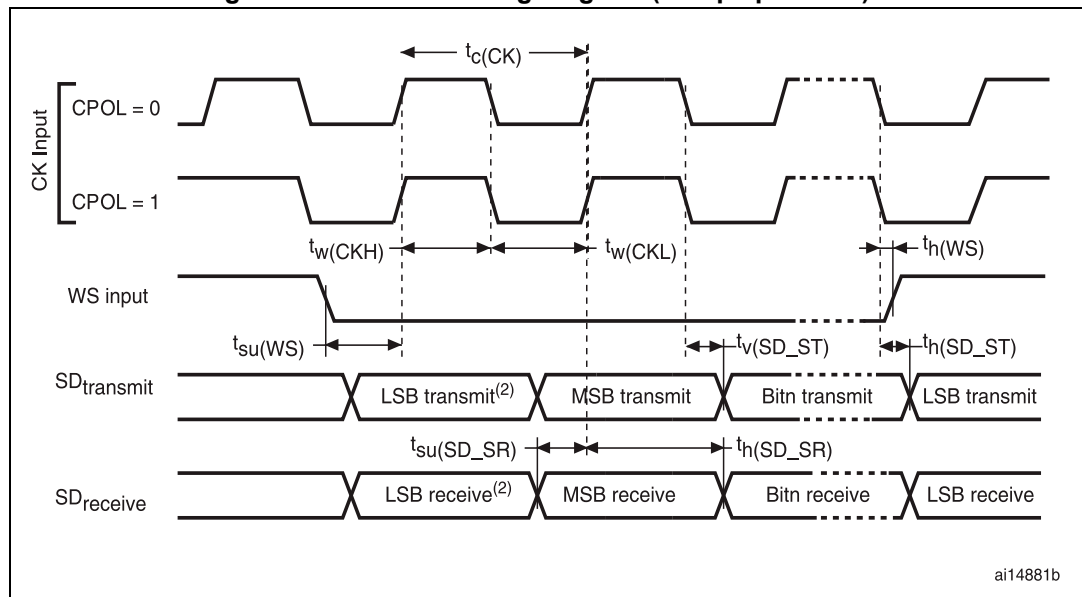 tc(CK)
CK Input
CPOL = 0
CPOL = 1
tw(CKH)
tw(CKL)
th(WS)
WS input
tsu(WS)
tv(SD_ST)
th(SD_ST)
SDtransmit
LSB transmit(2)
MSB transmit
Bitn transmit
LSB transmit
tsu(SD_SR)
th(SD_SR)
SDreceive
LSB receive(2)
MSB receive
Bitn receive
LSB receive
ai14881b